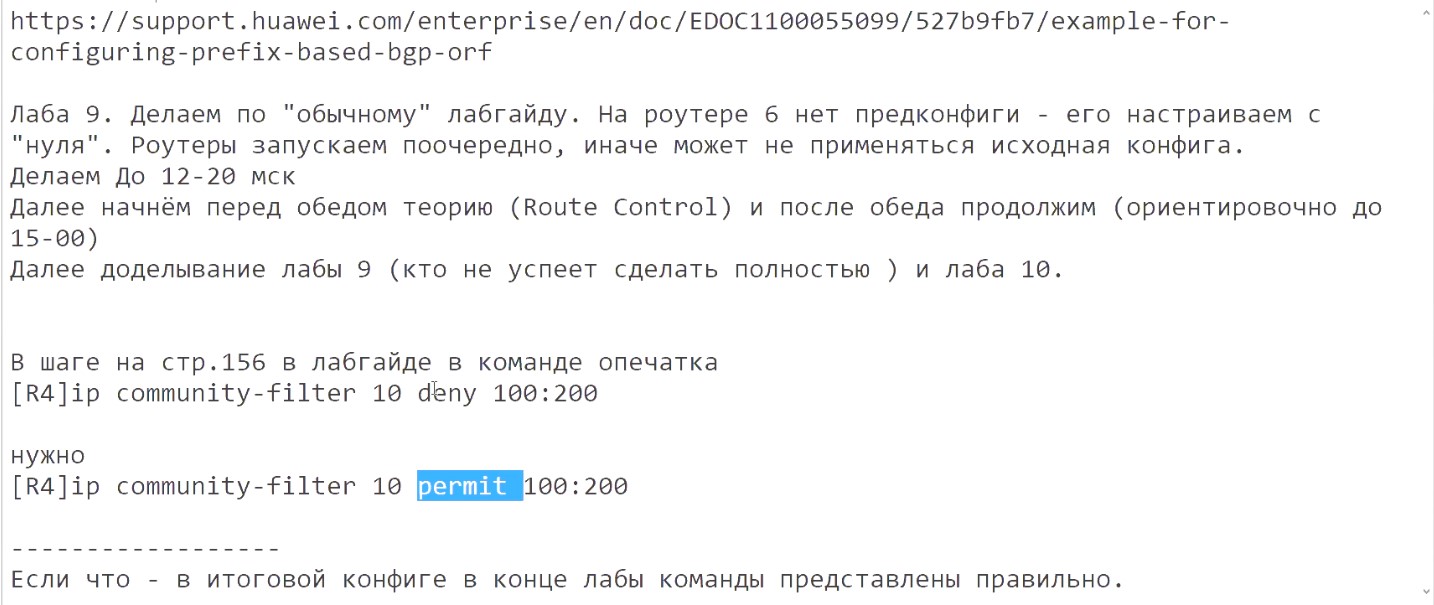 https://support.huawei.com/enterprise/en/doc/EDOC1100055099/527b9fb7/example-for-
configuring-prefix-based-bgp-orf
Лаба 9. Делаем по "обычному" лабгайду. На роутере 6 нет предконфиги - его настраиваем с
"нуля". Роутеры запускаем поочередно, иначе может не применяться исходная конфига.
Делаем До 12-20 мск
Далее начнём перед обедом теорию (Route Control) и после обеда продолжим (ориентировочно до
15-00)
Далее доделывание лабы 9 (кто не успеет сделать полностью ) и лаба 10.
В шаге на стр.156 в лабгайде в команде опечатка
[R4]ip community-filter 10 deny 100:200
нужно
[R4]ip community-filter 10 permit 100:200
------------------
Если что - в итоговой конфиге в конце лабы команды представлены правильно.